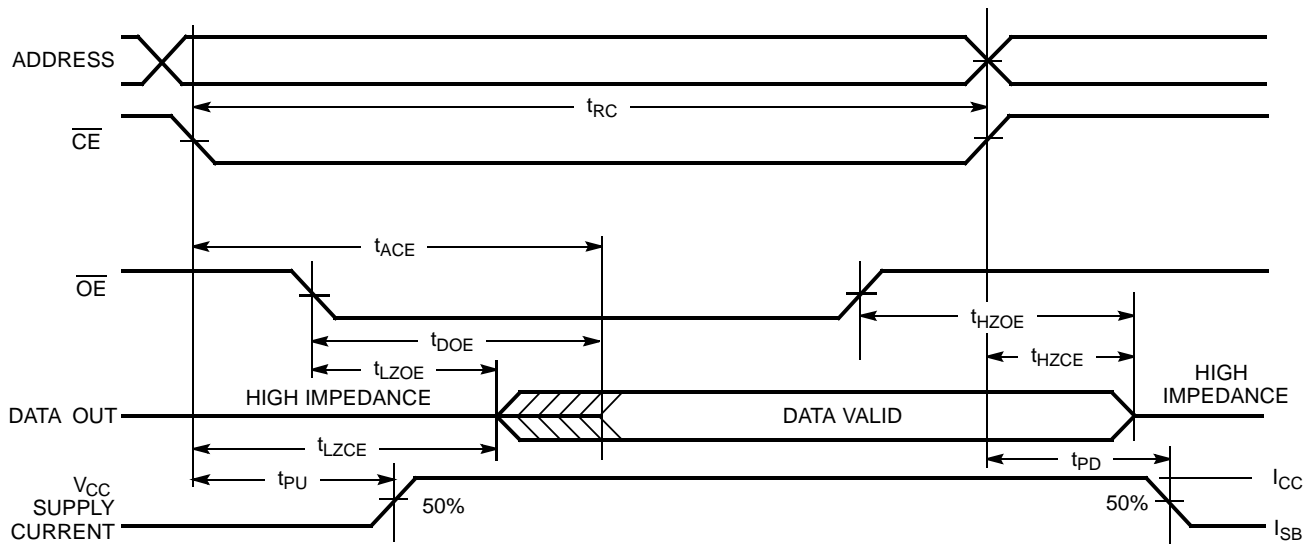 ADDRESS
tRC
CE
tACE
OE
tHZOE
tDOE
tHZCE
tLZOE
HIGH IMPEDANCE
HIGH
IMPEDANCE
DATA OUT
DATA VALID
tLZCE
tPD
tPU
VCC
SUPPLY
CURRENT
50%
50%
ICC
ISB